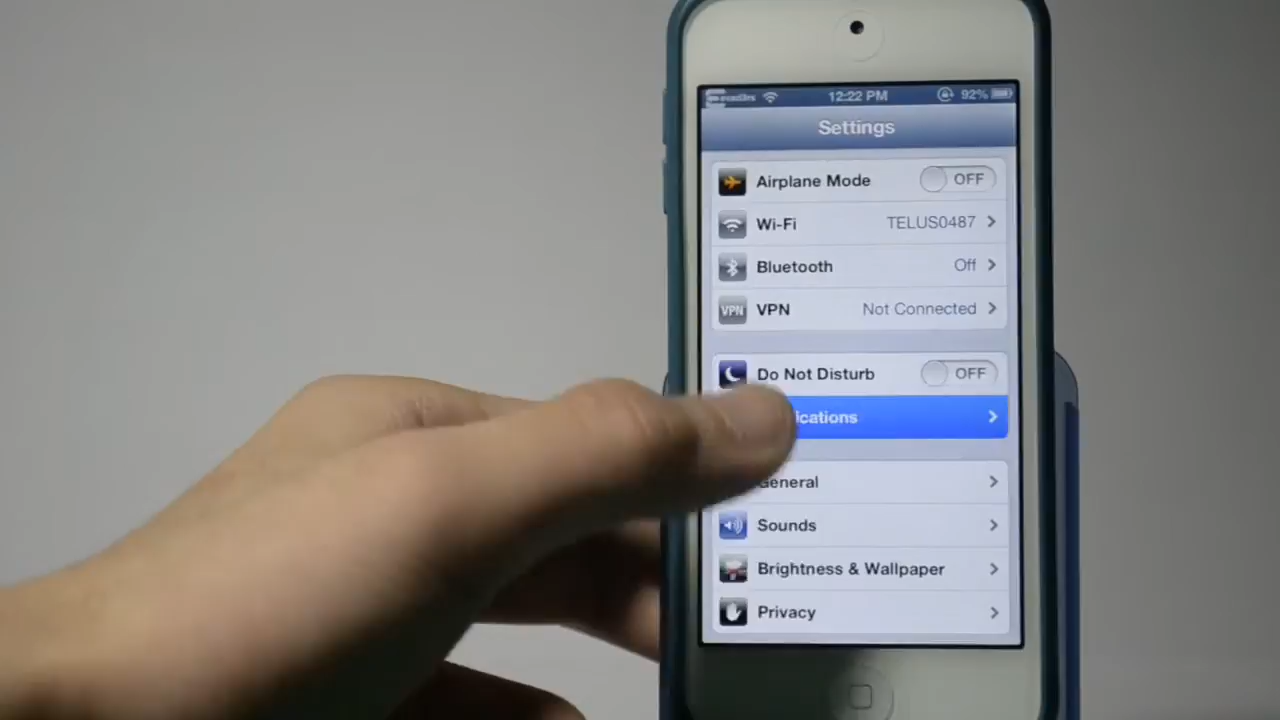 12:22 PM 92%
Settings
Airplane Mode OFF
Wi-Fi TELUS0487
Bluetooth Off
VPN VPN Not Connected
Do Not Disturb OFF
ications
General
Sounds
Brightness & Wallpaper
Privacy